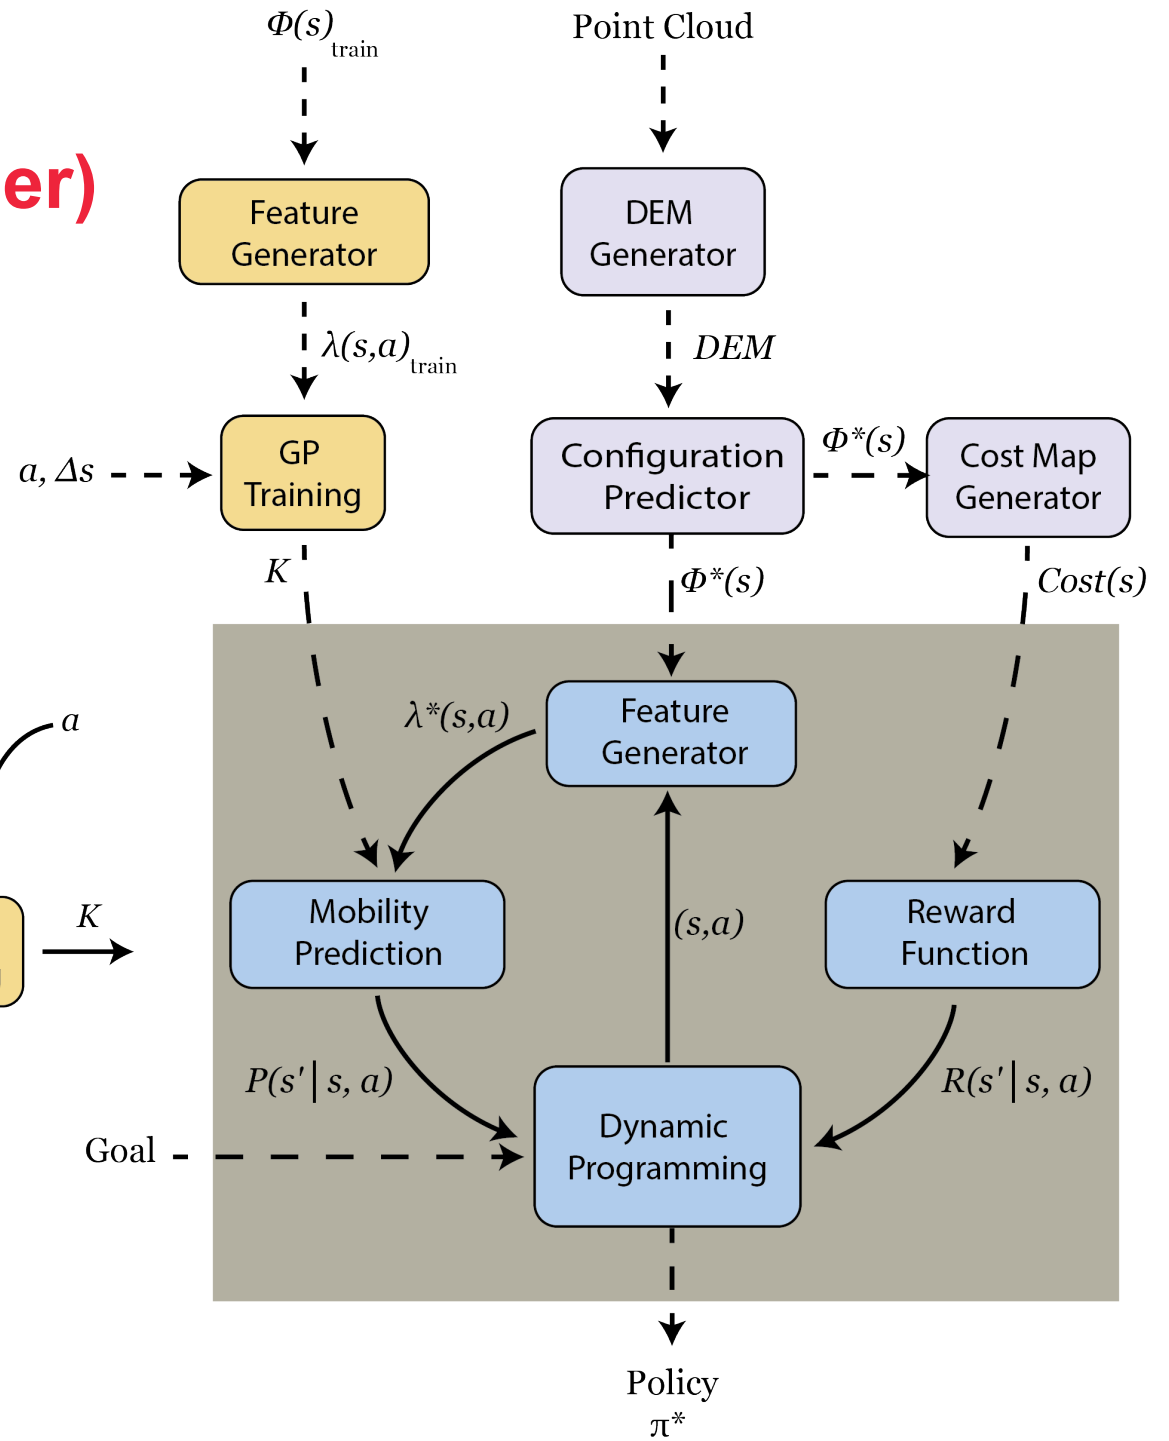 Φ(s)train
Point Cloud
er)
Feature
Generator
DEM
Generator
λ(s,a)train
DEM
a, Δs
GP
Training
Configuration
Predictor
Φ*(s)
Cost Map
Generator
K
Φ*(s)
Cost(s)
a
λ*(s,a)
Feature
Generator
K
Mobility
Prediction
(s,a)
Reward
Function
P(s'|s, a)
R(s'|s, a)
Goal
Dynamic
Programming
Policy
π*